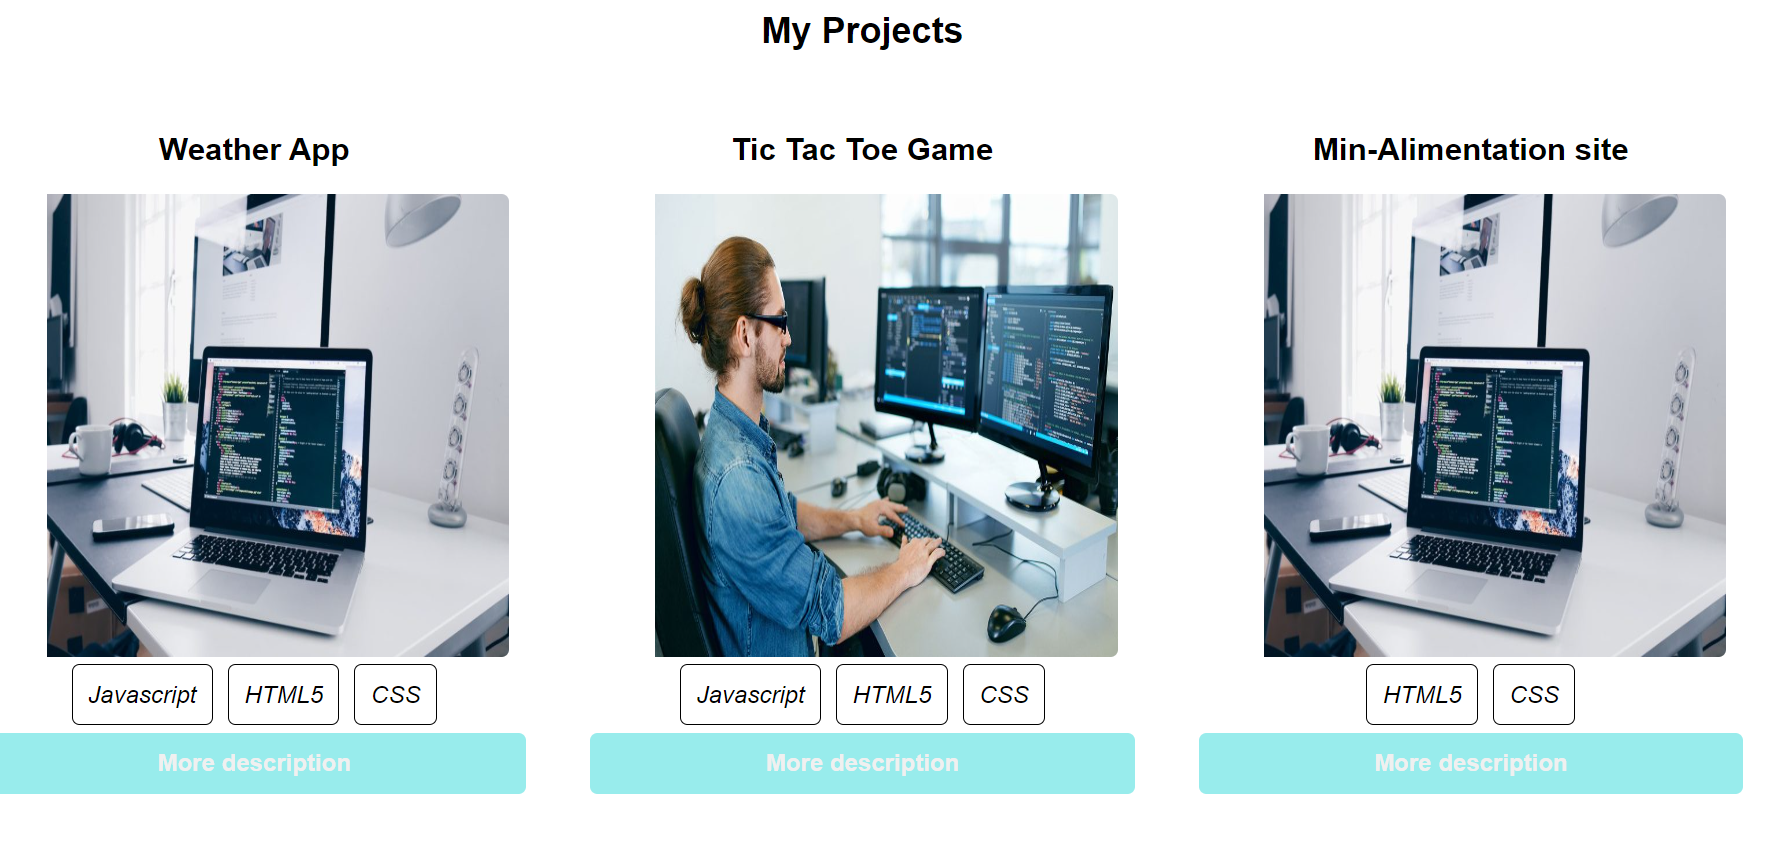 My Projects
Weather App
Javascript HTML5 CSS
More description
Tic Tac Toe Game
Javascript HTML5 CSS
More description
Min-Alimentation site
HTML5 CSS
More description